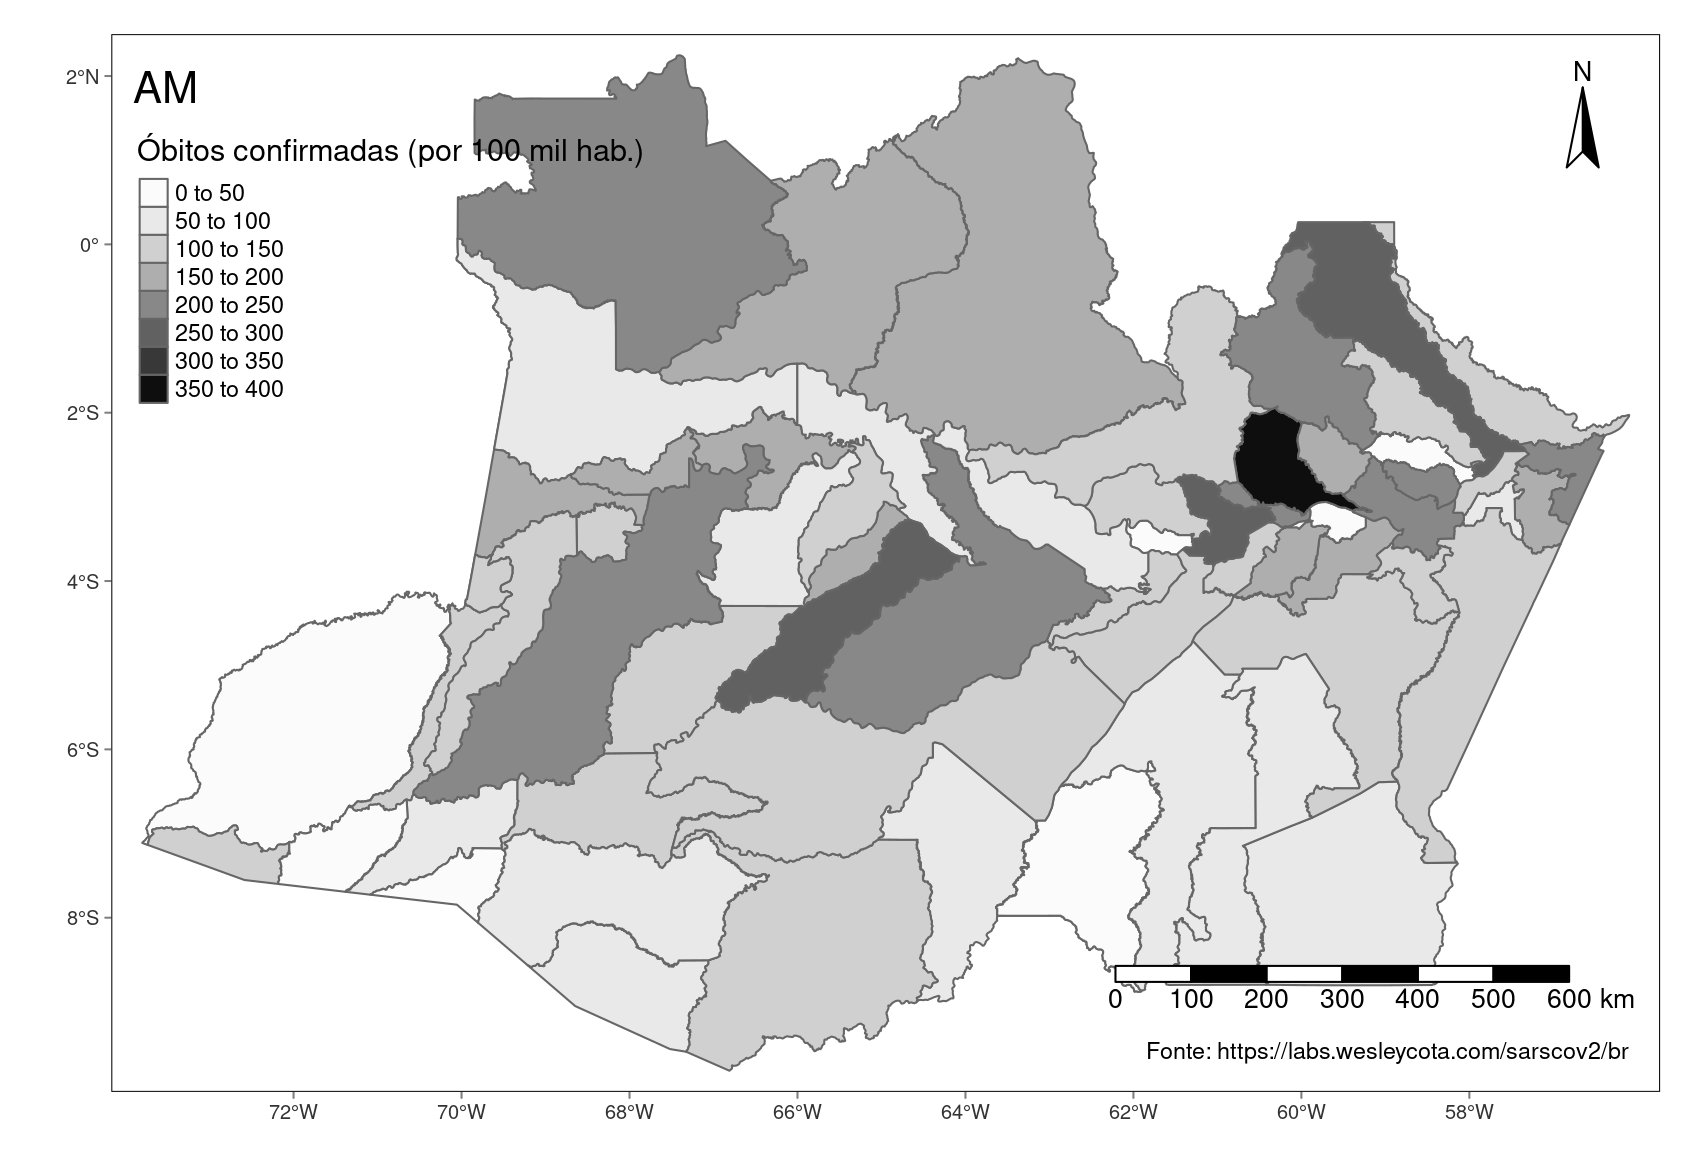 AM
N
Óbitos confirmadas (por 100 mil hab.)
0 to 50
50 to 100
100 to 150
150 to 200
200 to 250
250 to 300
300 to 350
350 to 400
2°N
0°
2°S
4°S
6°S
8°S
0 100 200 300 400 500 600 km
Fonte: https://labs.wesleycota.com/sarscov2/br
72°W 70°W 68°W 66°W 64°W 62°W 60°W 58°W